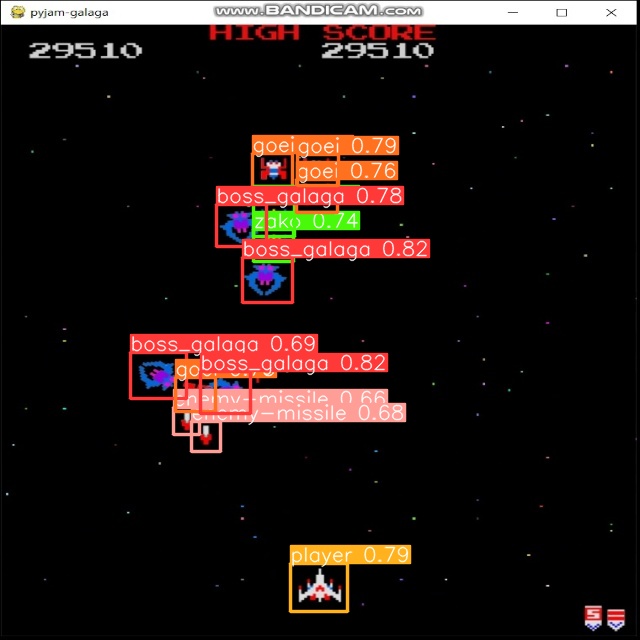 pyjam-galaga
www.BANDICAM.com
HIGH SCORE
29510 29510
goei goei 0.79
goei 0.76
boss_galaga 0.78
zako 0.74
boss_galaga 0.82
boss_galaga 0.69
boss_galaga 0.82
enemy-missile 0.66
enemy-missile 0.68
player 0.79
5